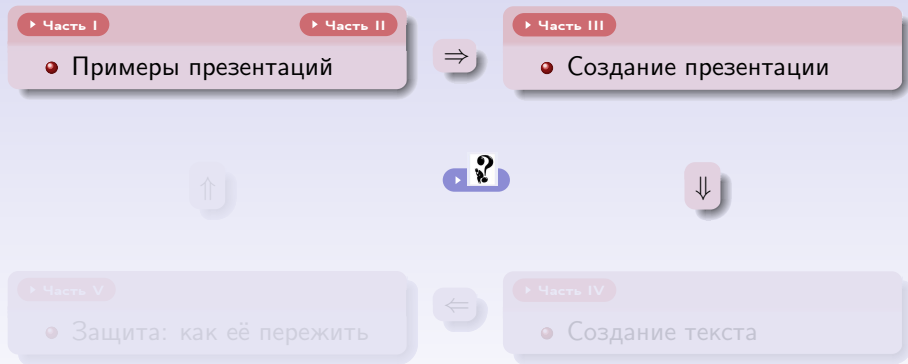 Часть I Часть II
Примеры презентаций
⇒
Часть III
Создание презентации
⇑
?
⇓
Часть V
Защита: как её пережить
⇐
Часть IV
Создание текста